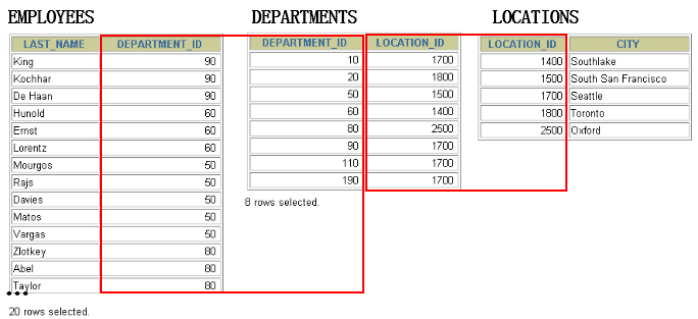 EMPLOYEES
LAST_NAME DEPARTMENT_ID
King 90
Kochhar 90
De Haan 90
Hunold 60
Ernst 60
Lorentz 60
Mourgos 50
Rajs 50
Davies 50
Matos 50
Vargas 50
Zlotkey 80
Abel 80
Taylor 80
...
20 rows selected.
DEPARTMENTS
DEPARTMENT_ID LOCATION_ID
10 1700
20 1800
50 1500
60 1400
80 2500
90 1700
110 1700
190 1700
8 rows selected.
LOCATIONS
LOCATION_ID CITY
1400 Southlake
1500 South San Francisco
1700 Seattle
1800 Toronto
2500 Oxford